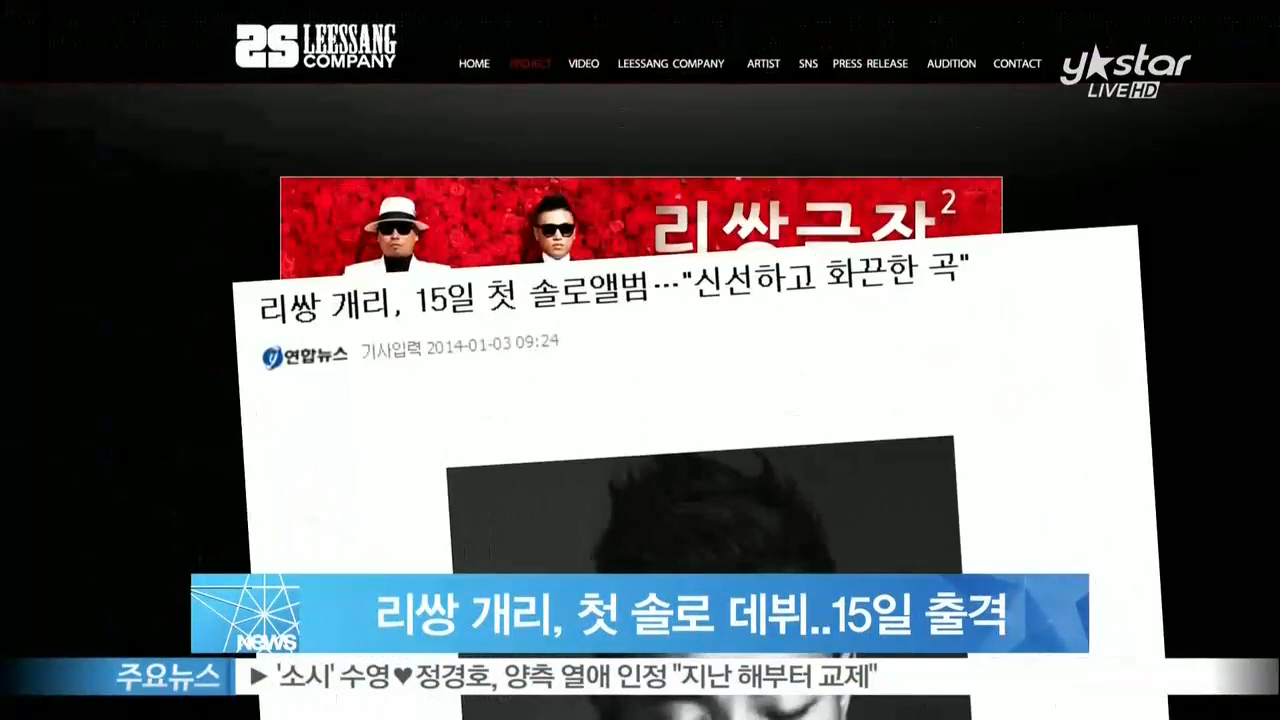 LEESSANG
COMPANY
HOME PROJECT VIDEO LEESSANG COMPANY ARTIST SNS PRESS RELEASE AUDITION CONTACT
ystar
LIVE HD
리쌍극장2
리쌍 개리, 15일 첫 솔로앨범…"신선하고 화끈한 곡"
연합뉴스 기사입력 2014-01-03 09:24
NEWS
리쌍 개리, 첫 솔로 데뷔..15일 출격
주요뉴스 ▶ '소시' 수영♥정경호, 양측 열애 인정 "지난 해부터 교제"